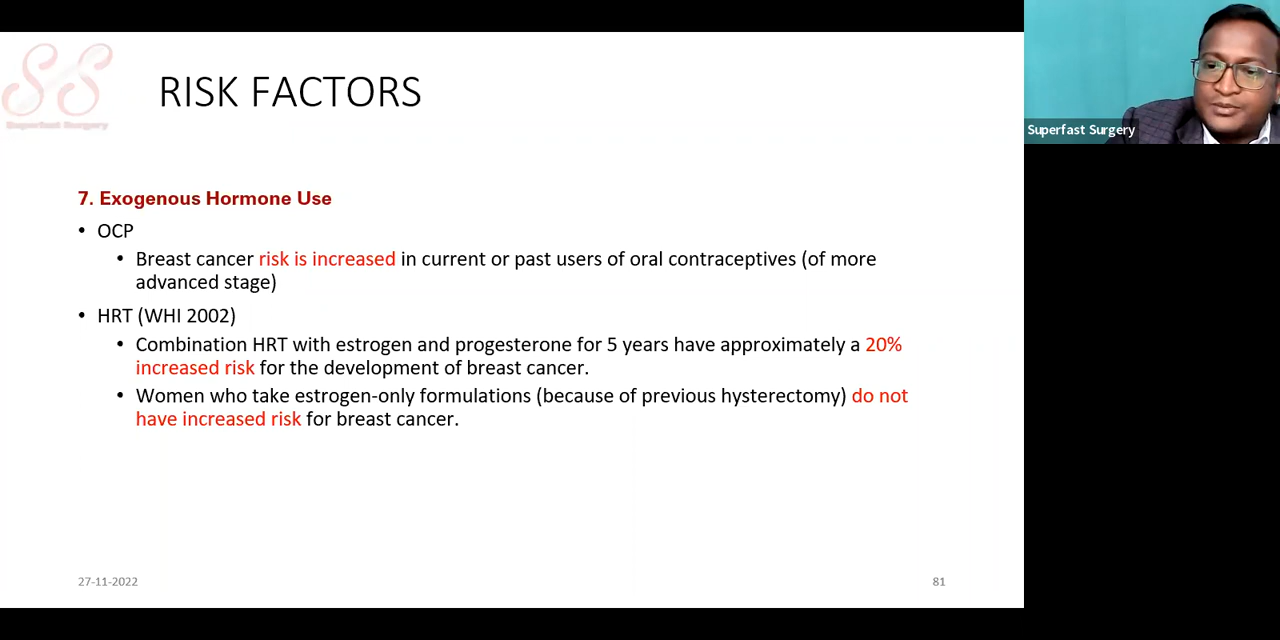 SS
Superfast Surgery
RISK FACTORS
7. Exogenous Hormone Use
• OCP
• Breast cancer risk is increased in current or past users of oral contraceptives (of more
advanced stage)
• HRT (WHI 2002)
• Combination HRT with estrogen and progesterone for 5 years have approximately a 20%
increased risk for the development of breast cancer.
• Women who take estrogen-only formulations (because of previous hysterectomy) do not
have increased risk for breast cancer.
27-11-2022
81
Superfast Surgery